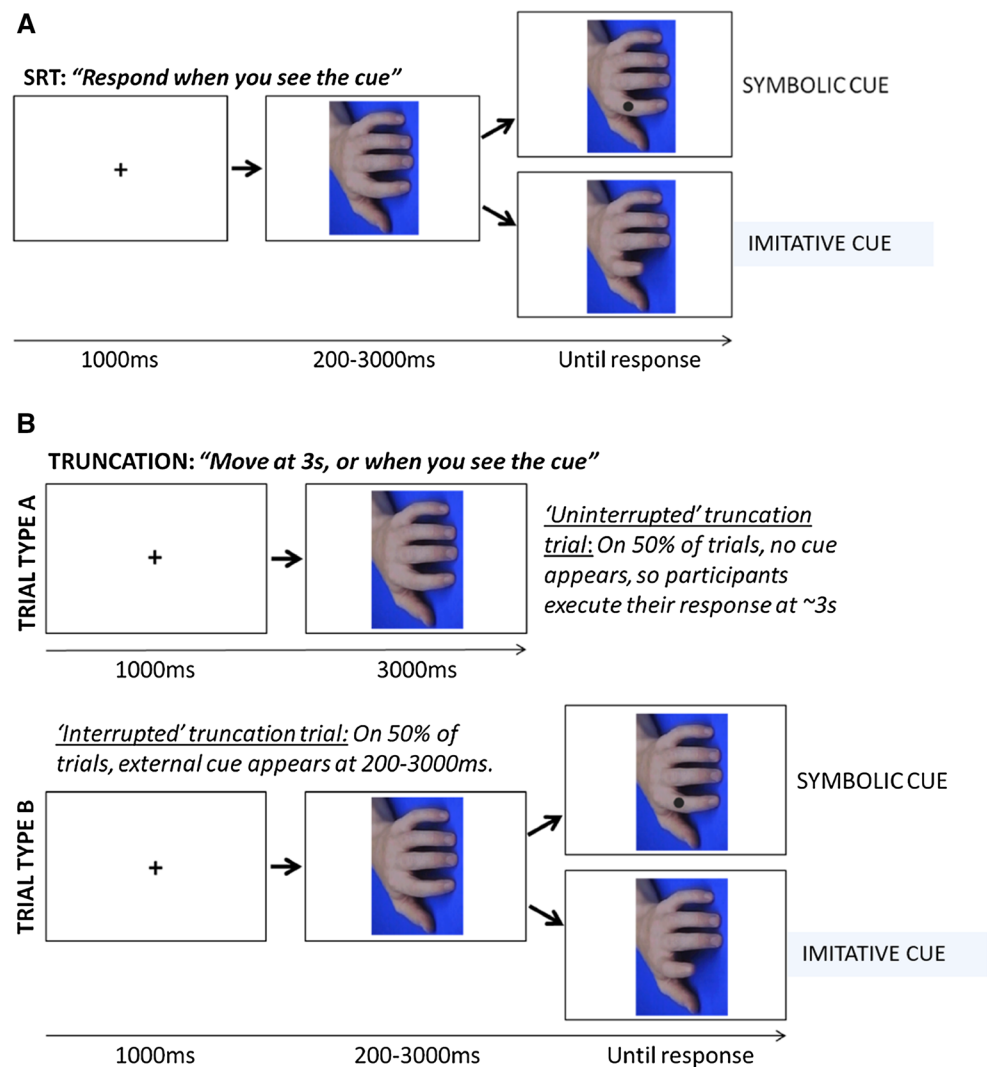 A
SRT: “Respond when you see the cue”
+
SYMBOLIC CUE
IMITATIVE CUE
1000ms
200-3000ms
Until response
B
TRUNCATION: “Move at 3s, or when you see the cue”
TRIAL TYPE A
+
‘Uninterrupted’ truncation
trial: On 50% of trials, no cue
appears, so participants
execute their response at ~3s
1000ms
3000ms
‘Interrupted’ truncation trial: On 50% of
trials, external cue appears at 200-3000ms.
TRIAL TYPE B
+
SYMBOLIC CUE
IMITATIVE CUE
1000ms
200-3000ms
Until response